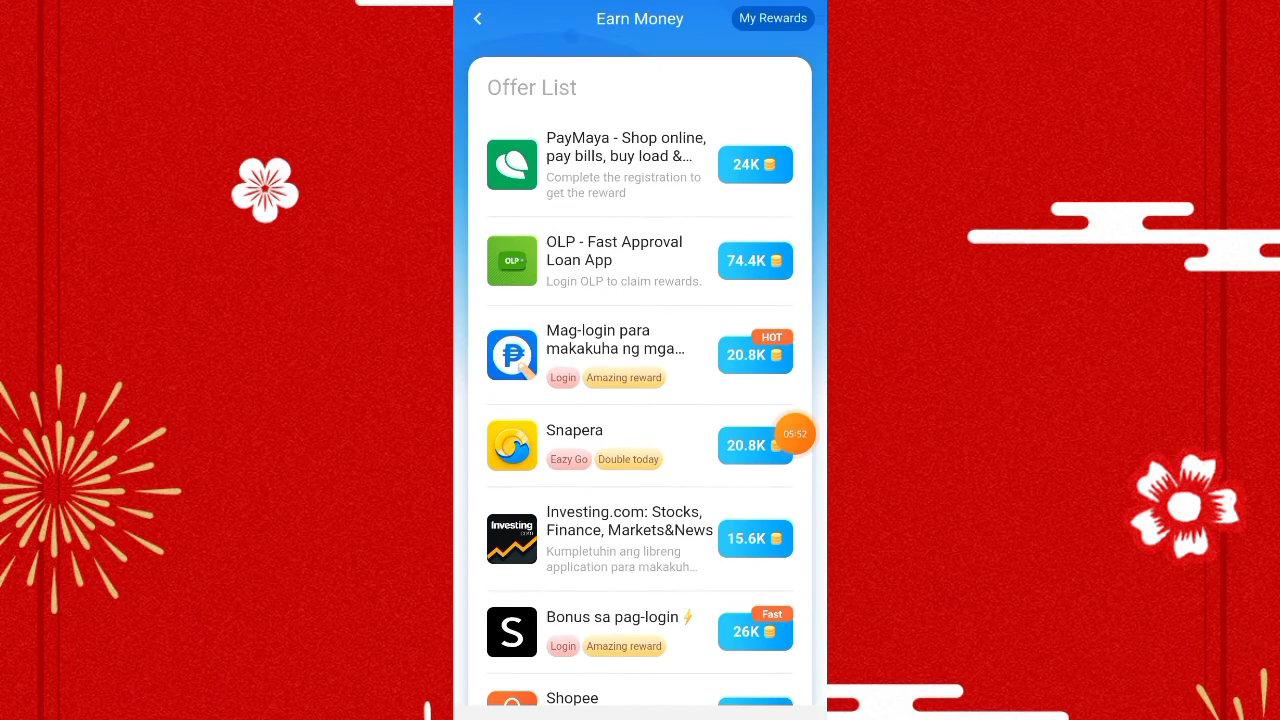 Earn Money
My Rewards
Offer List
PayMaya - Shop online,
pay bills, buy load &...
Complete the registration to
get the reward
24K
OLP
OLP - Fast Approval
Loan App
Login OLP to claim rewards.
74.4K
Mag-login para
makakuha ng mga...
Login
Amazing reward
HOT
20.8K
Snapera
Eazy Go
Double today
20.8K
05:52
Investing
.com
Investing.com: Stocks,
Finance, Markets&News
Kumpletuhin ang libreng
application para makakuh...
15.6K
S
Bonus sa pag-login⚡
Login
Amazing reward
Fast
26K
Shopee